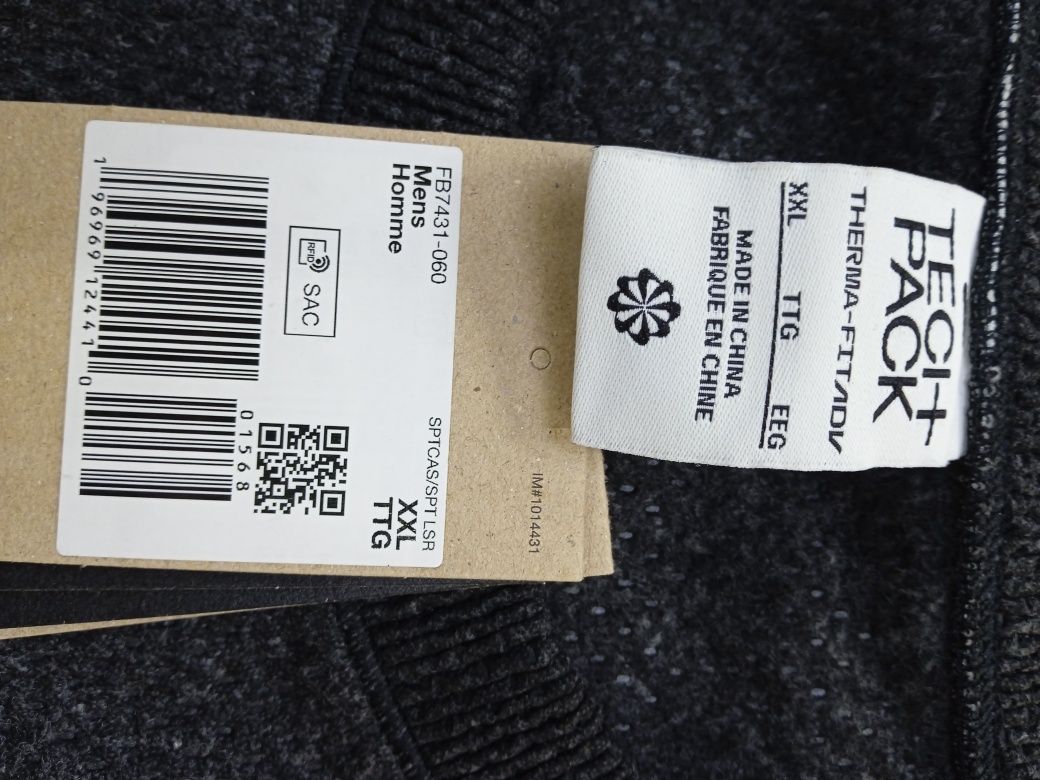 FB7431-060
Mens
Homme
SPTCAS/SPT LSR
XXL
TTG
RFID
SAC
1 96969 12441 0
01568
IM#1014431
TECH
PACK
THERMA-FIT ADV
XXL TTG EEG
MADE IN CHINA
FABRIQUE EN CHINE